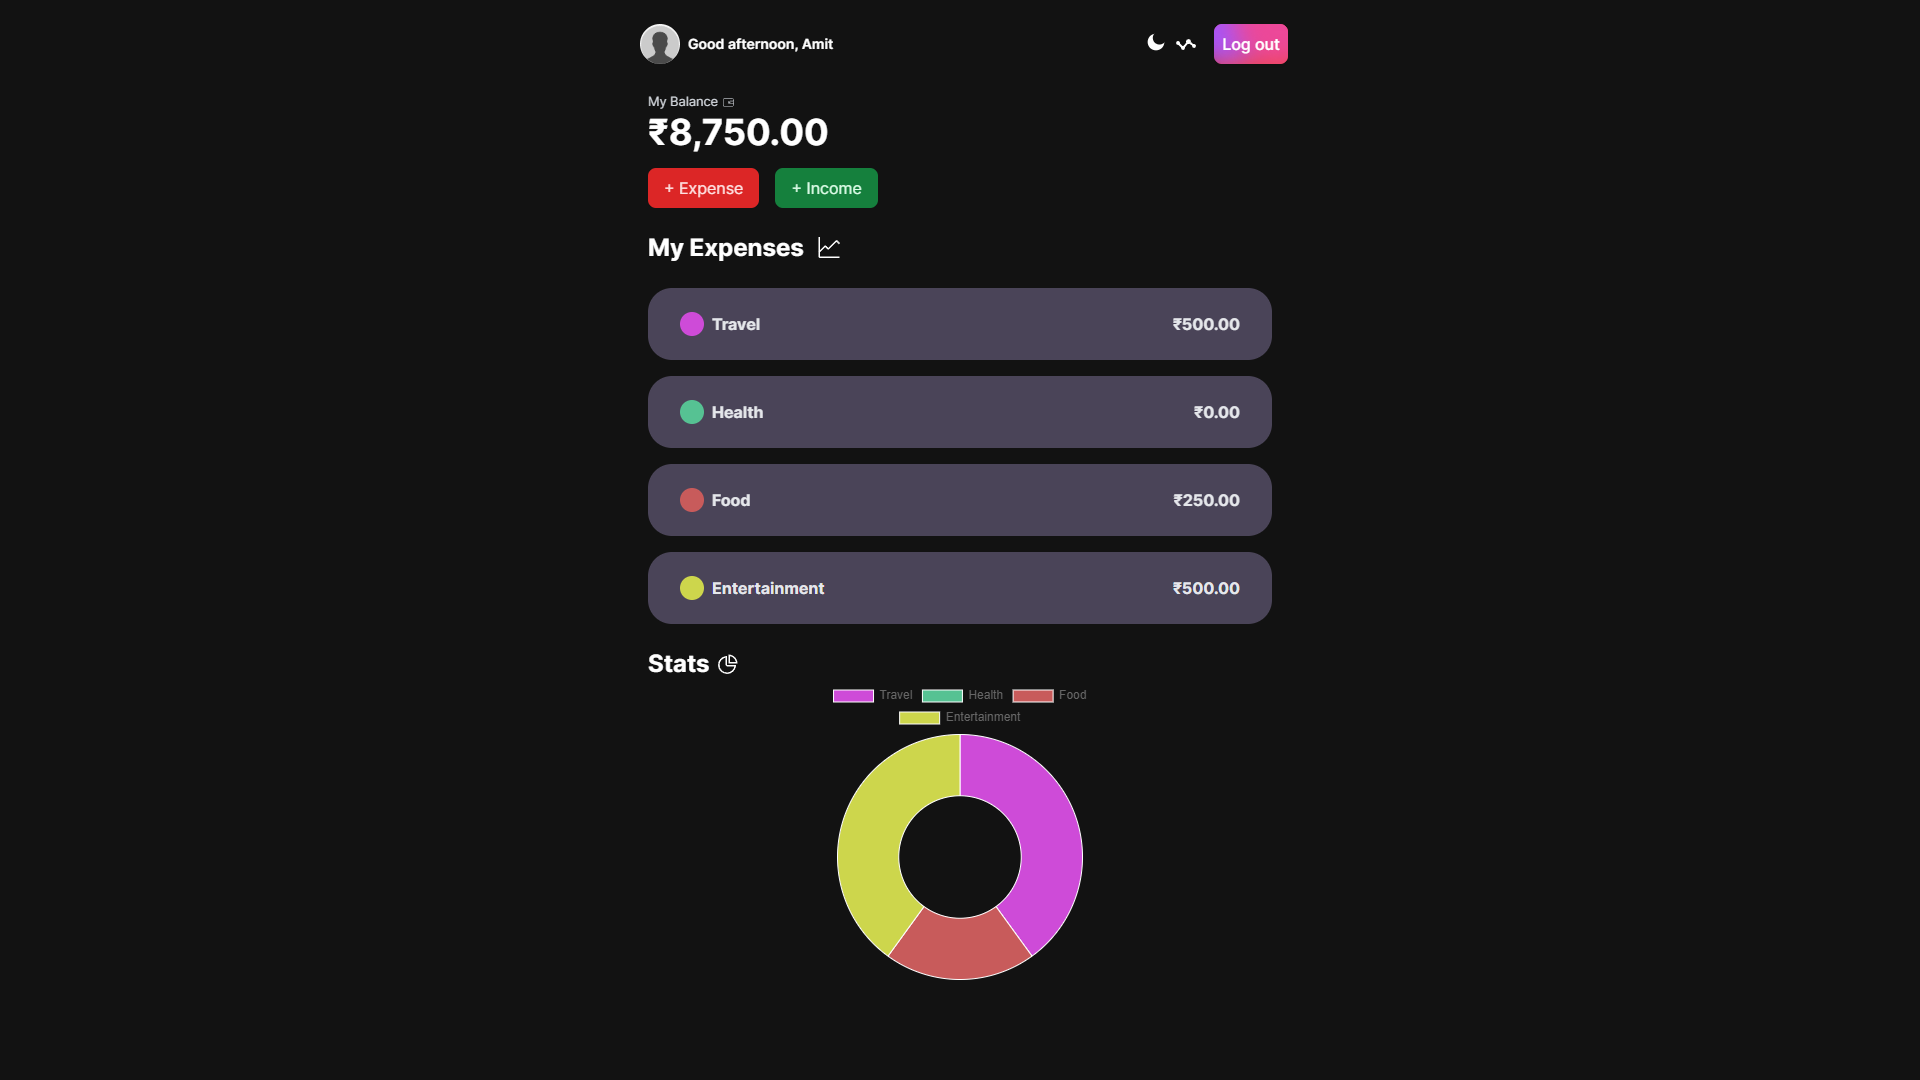 Good afternoon, Amit
Log out
My Balance
₹8,750.00
+ Expense + Income
My Expenses
Travel ₹500.00
Health ₹0.00
Food ₹250.00
Entertainment ₹500.00
Stats
Travel Health Food
Entertainment